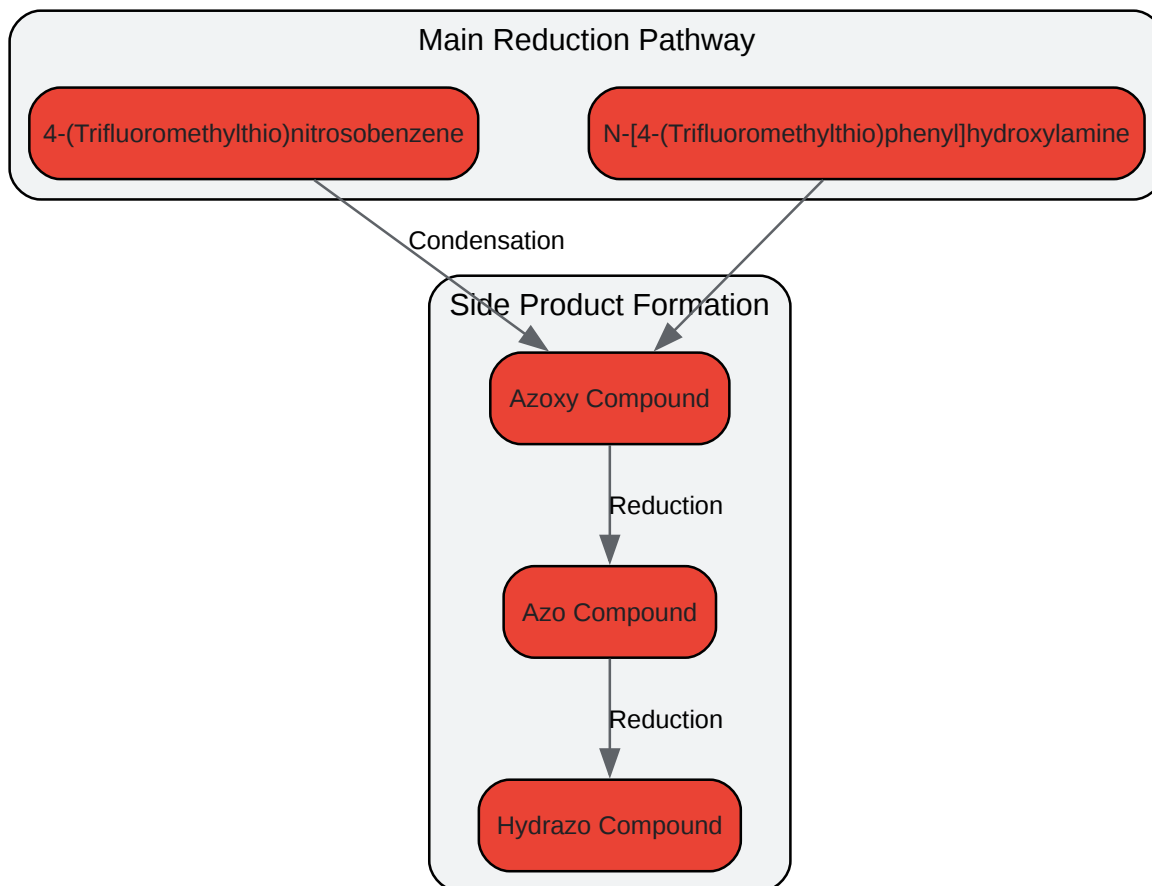 Main Reduction Pathway
4-(Trifluoromethylthio)nitrosobenzene
N-[4-(Trifluoromethylthio)phenyl]hydroxylamine
Condensation
Side Product Formation
Azoxy Compound
Reduction
Azo Compound
Reduction
Hydrazo Compound